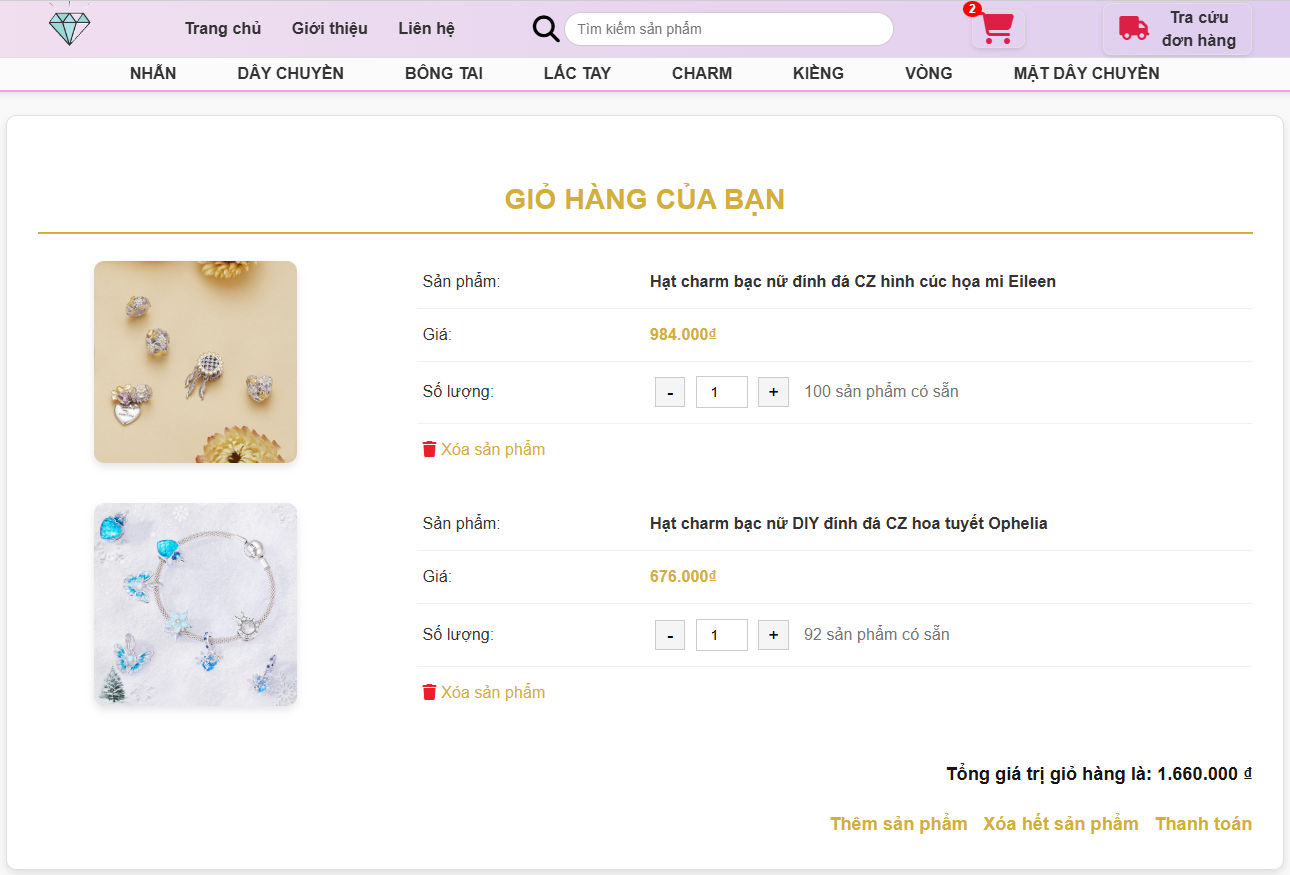 Trang chủ Giới thiệu Liên hệ Tìm kiếm sản phẩm 2 Tra cứu
đơn hàng
NHẪN DÂY CHUYỀN BÔNG TAI LẮC TAY CHARM KIỀNG VÒNG MẶT DÂY CHUYỀN
GIỎ HÀNG CỦA BẠN
Sản phẩm: Hạt charm bạc nữ đính đá CZ hình cúc họa mi Eileen
Giá: 984.000₫
Số lượng: - 1 + 100 sản phẩm có sẵn
Xóa sản phẩm
Sản phẩm: Hạt charm bạc nữ DIY đính đá CZ hoa tuyết Ophelia
Giá: 676.000₫
Số lượng: - 1 + 92 sản phẩm có sẵn
Xóa sản phẩm
Tổng giá trị giỏ hàng là: 1.660.000 ₫
Thêm sản phẩm Xóa hết sản phẩm Thanh toán